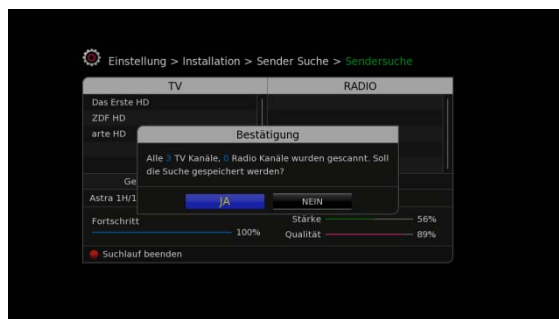 Einstellung > Installation > Sender Suche > Sendersuche
TV RADIO
Das Erste HD
ZDF HD
arte HD
Bestätigung
Alle 3 TV Kanäle, 0 Radio Kanäle wurden gescannt. Soll
die Suche gespeichert werden?
JA NEIN
Ge
Astra 1H/1
Fortschritt
100%
Stärke 56%
Qualität 89%
Suchlauf beenden